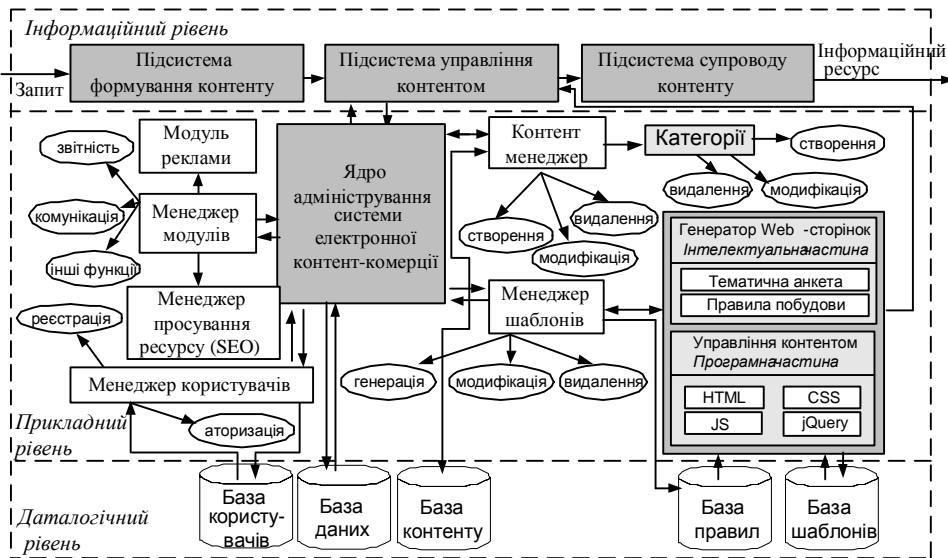 Інформаційний рівень
Запит
Підсистема
формування контенту
Підсистема управління
контентом
Підсистема супроводу
контенту
Інформаційний
ресурс
звітність
комунікація
інші функції
реєстрація
Модуль
реклами
Менеджер
модулів
Менеджер
просування
ресурсу (SEO)
Менеджер користувачів
аторизація
Ядро
адміністрування
системи
електронної
контент-комерції
Контент
менеджер
створення
модифікація
видалення
Категорії
створення
видалення
модифікація
Менеджер
шаблонів
генерація
модифікація
видалення
Генератор Web -сторінок
Інтелектуальначастина
Тематична анкета
Правила побудови
Управління контентом
Програмначастина
HTML
CSS
JS
jQuery
Прикладний
рівень
Даталогічний
рівень
База
користу-
вачів
База
даних
База
контенту
База
правил
База
шаблонів